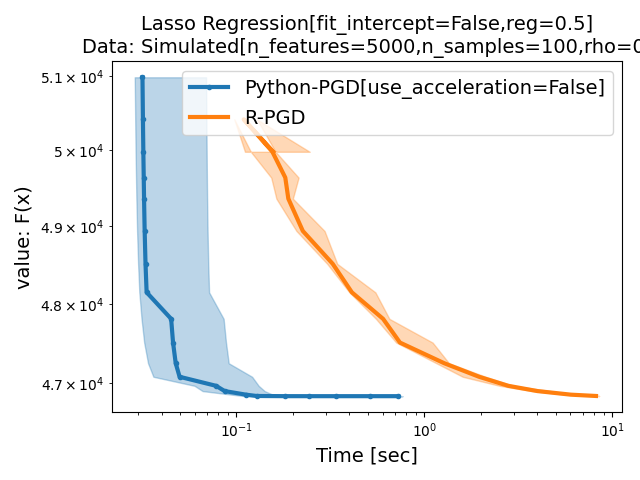 Lasso Regression[fit_intercept=False,reg=0.5]
Data: Simulated[n_features=5000,n_samples=100,rho=0
Python-PGD[use_acceleration=False]
R-PGD
value: F(x)
5.1 × 10⁴
5 × 10⁴
4.9 × 10⁴
4.8 × 10⁴
4.7 × 10⁴
10⁻¹ 10⁰ 10¹
Time [sec]